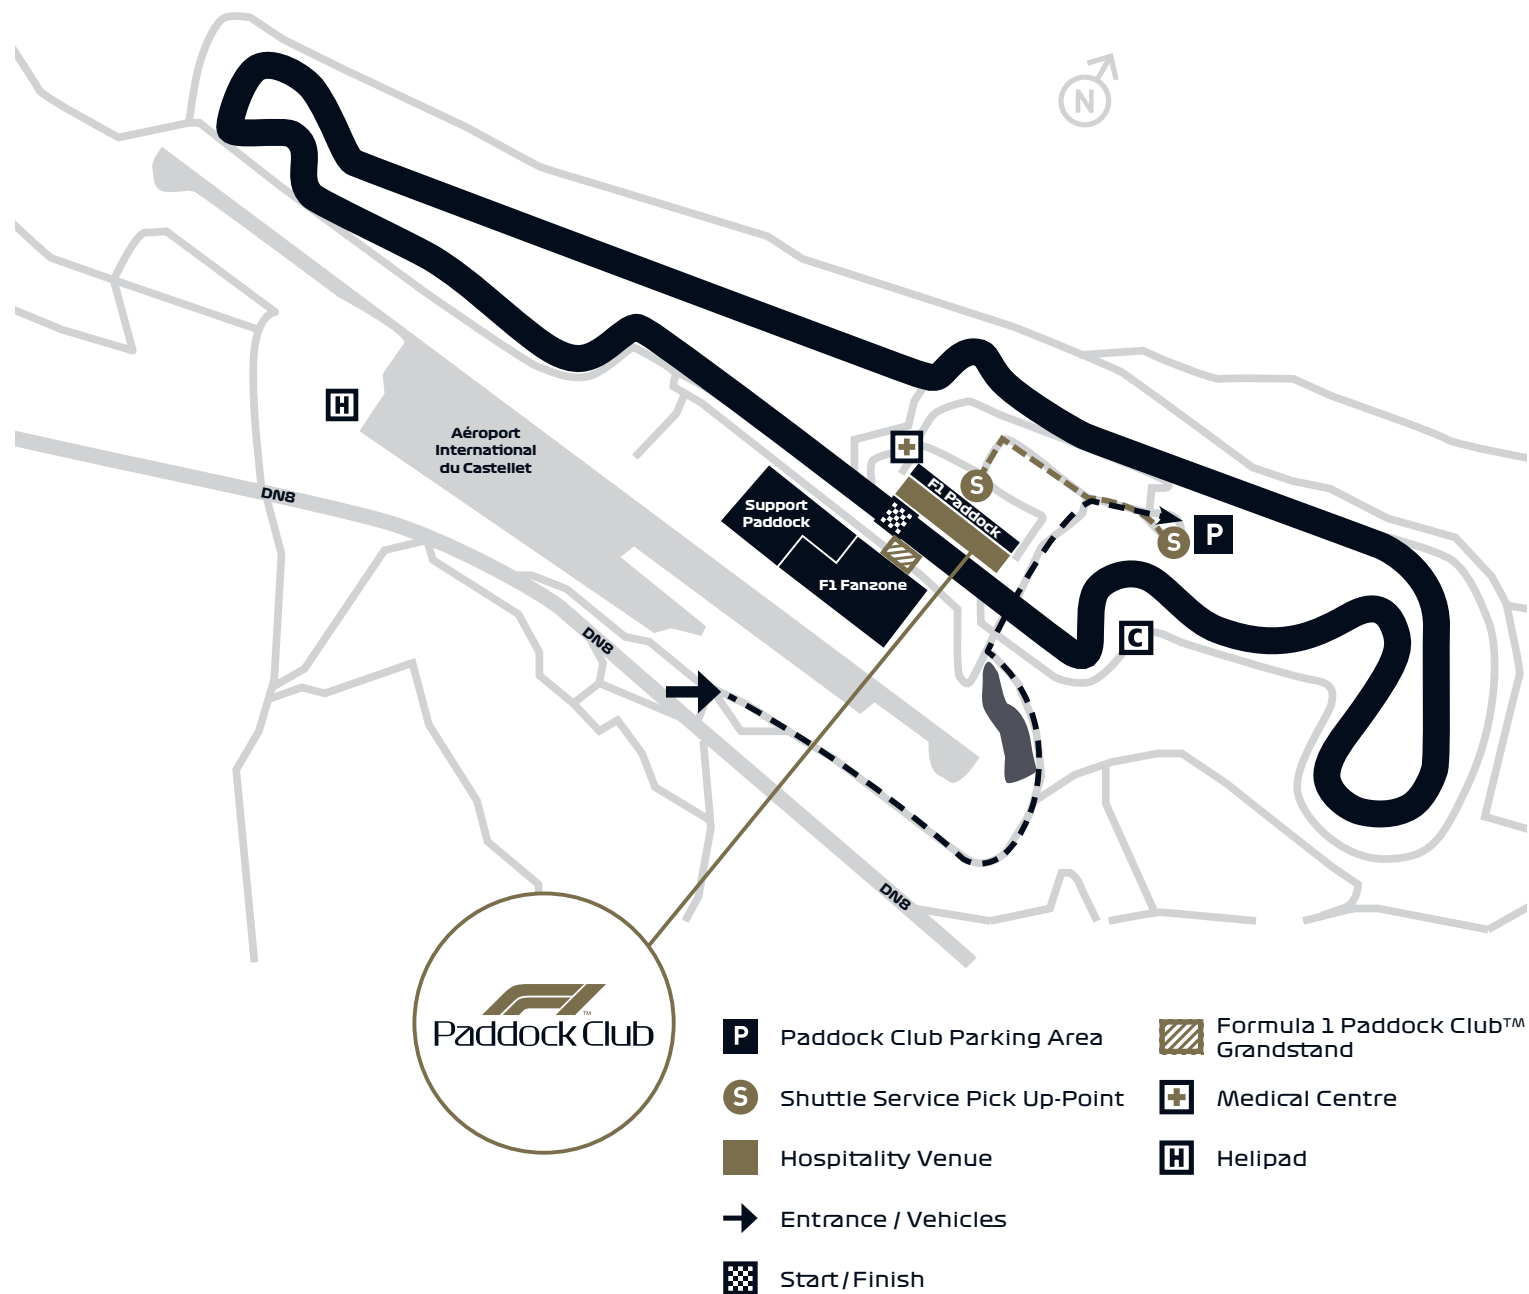 N
H
Aéroport
International
du Castellet
DN8
Support
Paddock
F1 Paddock
S
S
P
F1 Fanzone
C
DN8
DN8
TM
Paddock Club
P Paddock Club Parking Area
S Shuttle Service Pick Up-Point
Hospitality Venue
Entrance / Vehicles
Start / Finish
Formula 1 Paddock Club™
Grandstand
Medical Centre
H Helipad